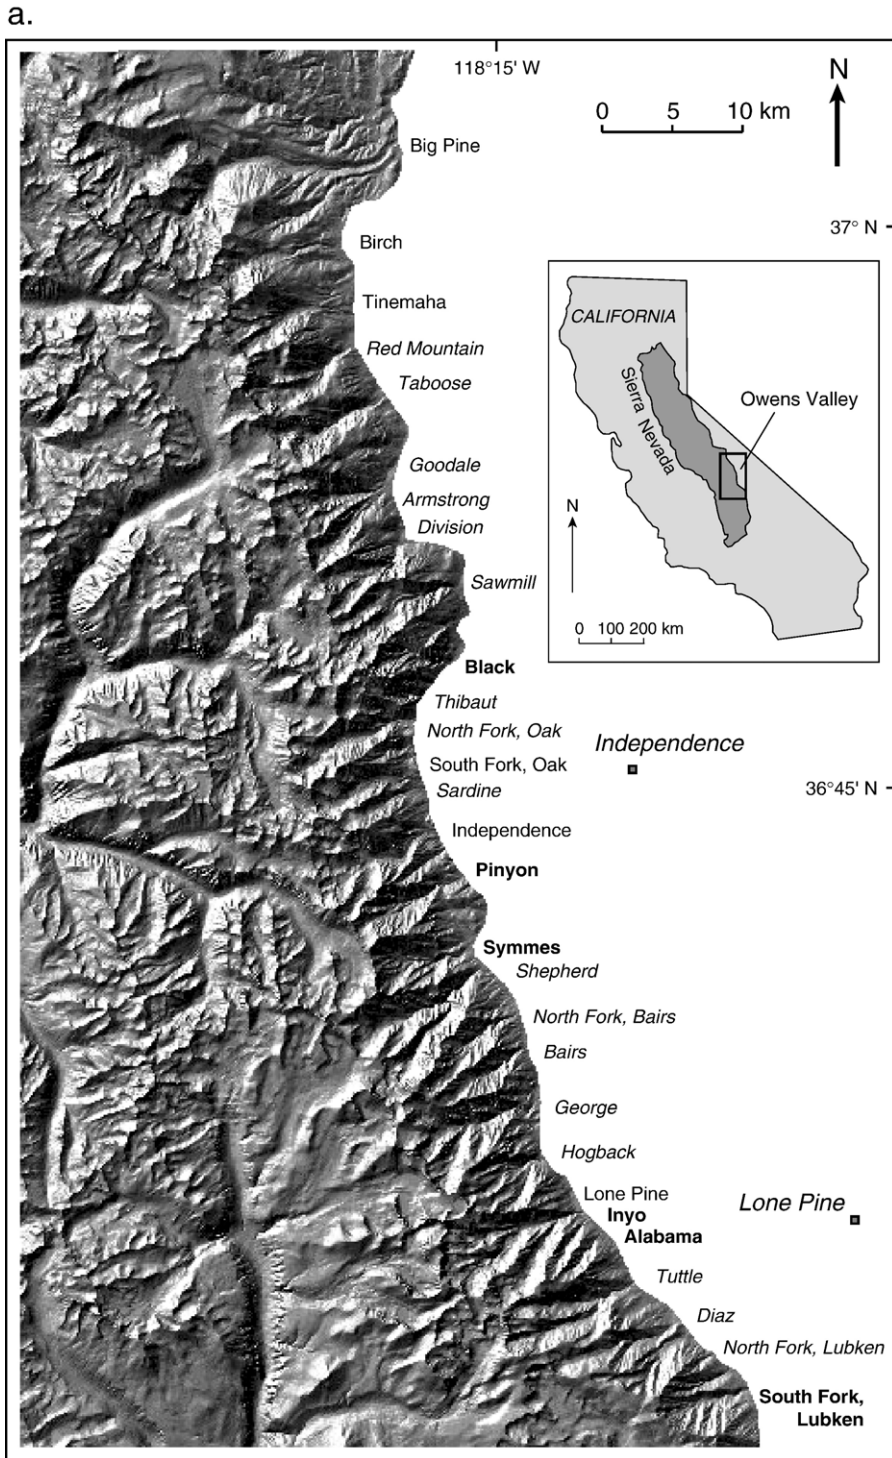 a.
118°15' W
N
0 5 10 km
Big Pine
37° N
Birch
CALIFORNIA
Tinemaha
Red Mountain
Taboose
Sierra Nevada
Owens Valley
Goodale
Armstrong
Division
N
Sawmill
0 100 200 km
Black
Thibaut
North Fork, Oak
Independence
South Fork, Oak
Sardine
36°45' N
Independence
Pinyon
Symmes
Shepherd
North Fork, Bairs
Bairs
George
Hogback
Lone Pine
Lone Pine
Inyo
Alabama
Tuttle
Diaz
North Fork, Lubken
South Fork,
Lubken